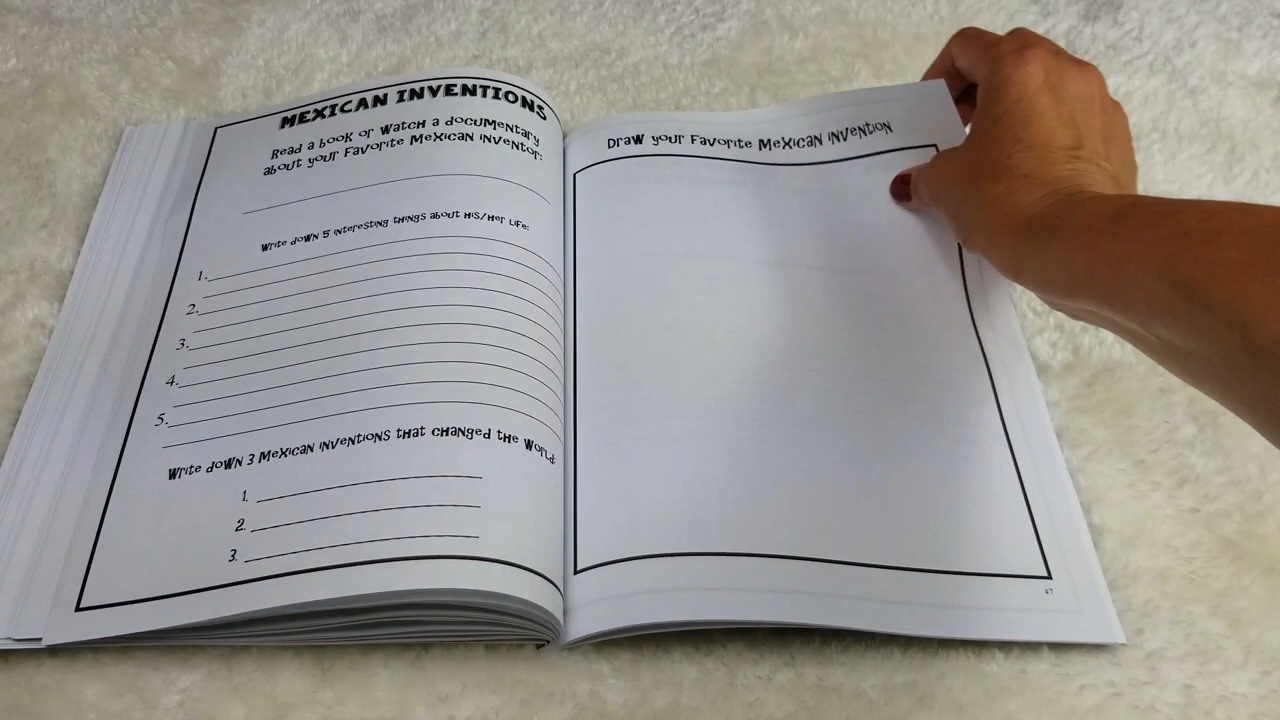 MEXICAN INVENTIONS
Read a book or watch a documentary
about your favorite Mexican inventor:
Write down 5 interesting things about his/her life:
1.
2.
3.
4.
5.
Write down 3 Mexican inventions that changed the world:
1.
2.
3.
Draw your favorite Mexican invention
47